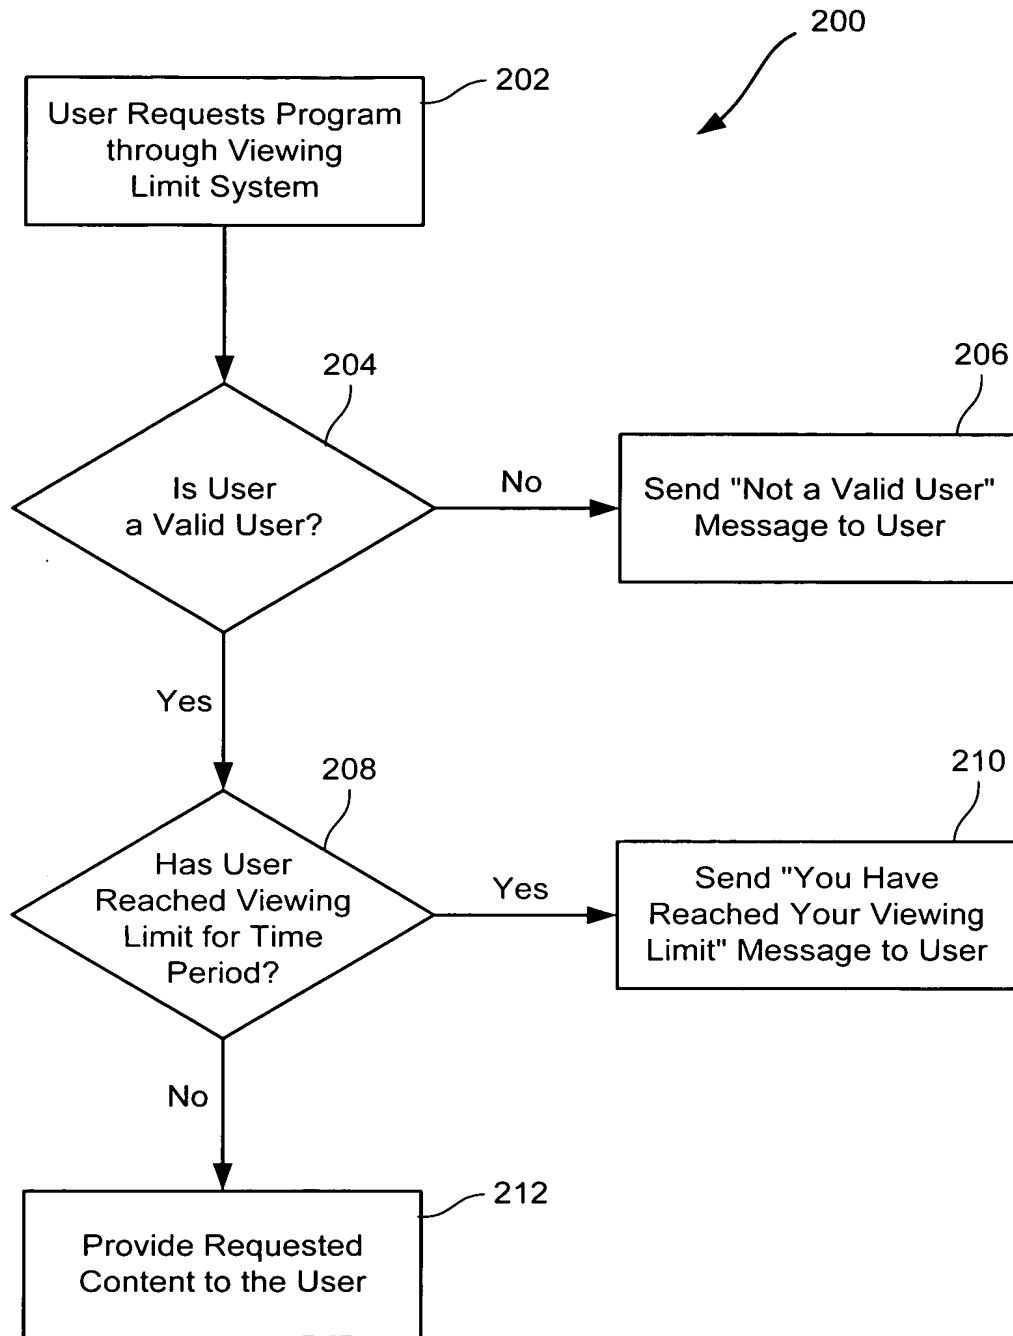 200
202
User Requests Program
through Viewing
Limit System
204
Is User
a Valid User?
No
206
Send "Not a Valid User"
Message to User
Yes
208
Has User
Reached Viewing
Limit for Time
Period?
Yes
210
Send "You Have
Reached Your Viewing
Limit" Message to User
No
212
Provide Requested
Content to the User